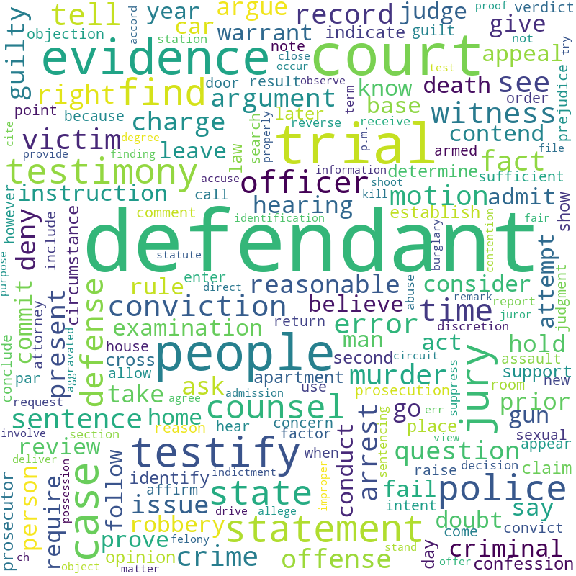 tell
argue
record
judge
proof
verdict
accord
not
objection
station
year
car
warrant
note
indicate
guilt
give
appeal
try
guilty
evidence
court
close
occur
observe
test
door
result
see
prejudice
order
right
find
argument
later
know
base
death
witness
point
because
charge
search
law
properly
term
reverse
receive
p.n.
determine
contend
sufficient
file
cite
victim
leave
trial
armed
fact
provide
degree
finding
testimony
accuse
information
shoot
kill
motion
admit
show
however
deny
include
circumstance
instruction
call
officer
hearing
establish
comment
identification
burglary
contention
fair
defendant
statute
purpose
commit
present
rule
enter
direct
reasonable
abuse
consider
attempt
conviction
believe
time
remark
report
juror
judgment
attorney
aggravated
defense
examination
house
return
error
discretion
conclude
people
man
act
hold
assault
cross
second
circuit
suppress
support
par
allow
take
apartment
murder
prosecution
room
new
request
agree
admission
use
err
jury
prior
sentence
home
ask
counsel
go
place
view
gun
sexual
involve
section
reason
hear
concern
when
arrest
sentencing
question
decision
appear
deliver
case
review
testify
factor
conduct
raise
claim
person
possession
follow
identify
indictment
affirm
state
improper
fail
intent
police
prosecutor
require
issue
drive
allege
doubt
come
convict
say
robbery
statement
prove
felony
stand
criminal
ch
opinion
crime
offense
day
offer
confession
object
matter